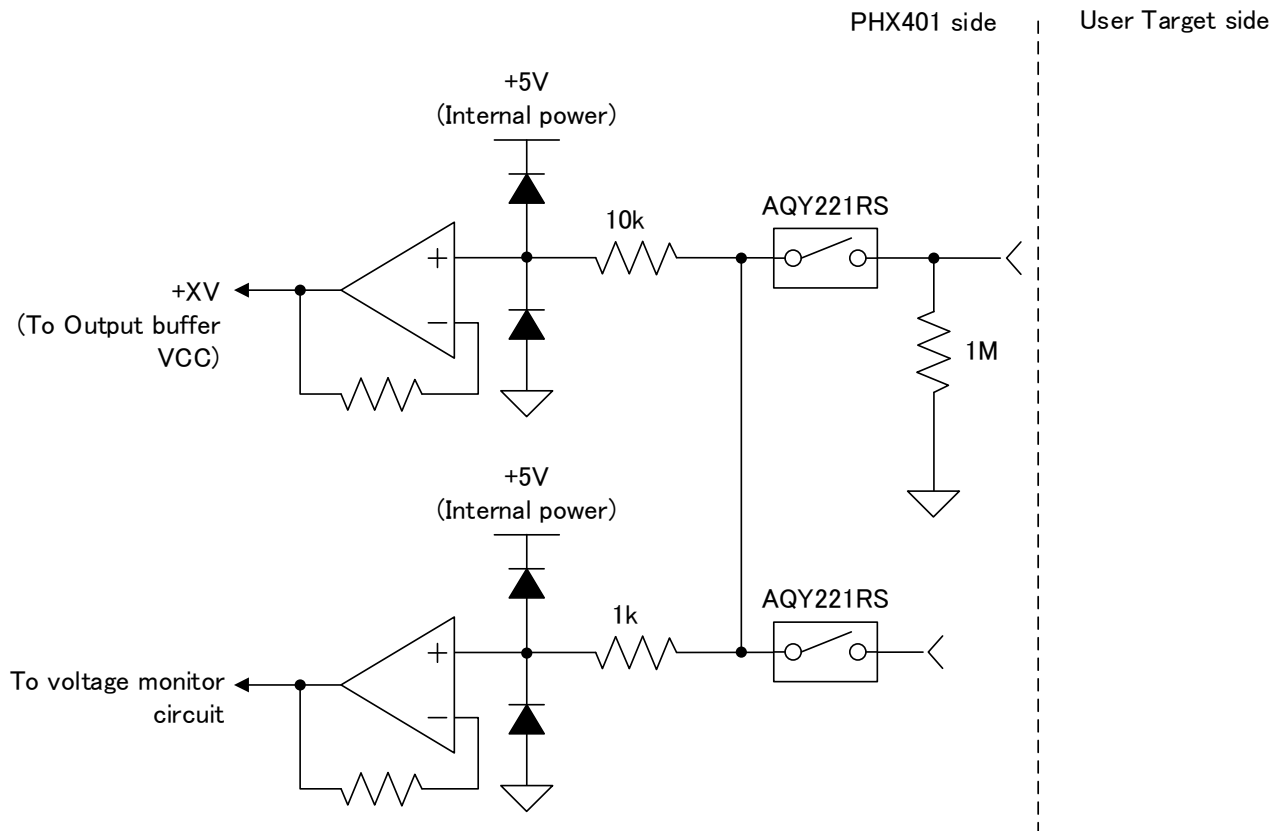 PHX401 side
User Target side
+5V
(Internal power)
10k
AQY221RS
+
−
+XV
(To Output buffer
VCC)
1M
+5V
(Internal power)
1k
AQY221RS
+
−
To voltage monitor
circuit